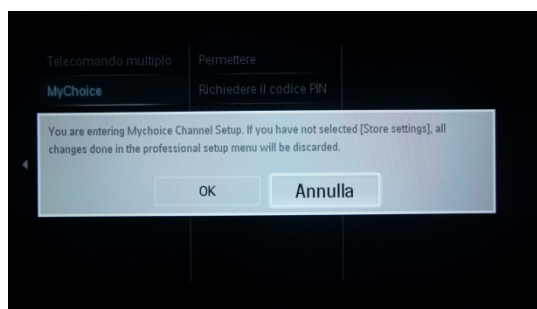 Telecomando multiplo
Permettere
MyChoice
Richiedere il codice PIN
You are entering Mychoice Channel Setup. If you have not selected [Store settings], all
changes done in the professional setup menu will be discarded.
OK
Annulla